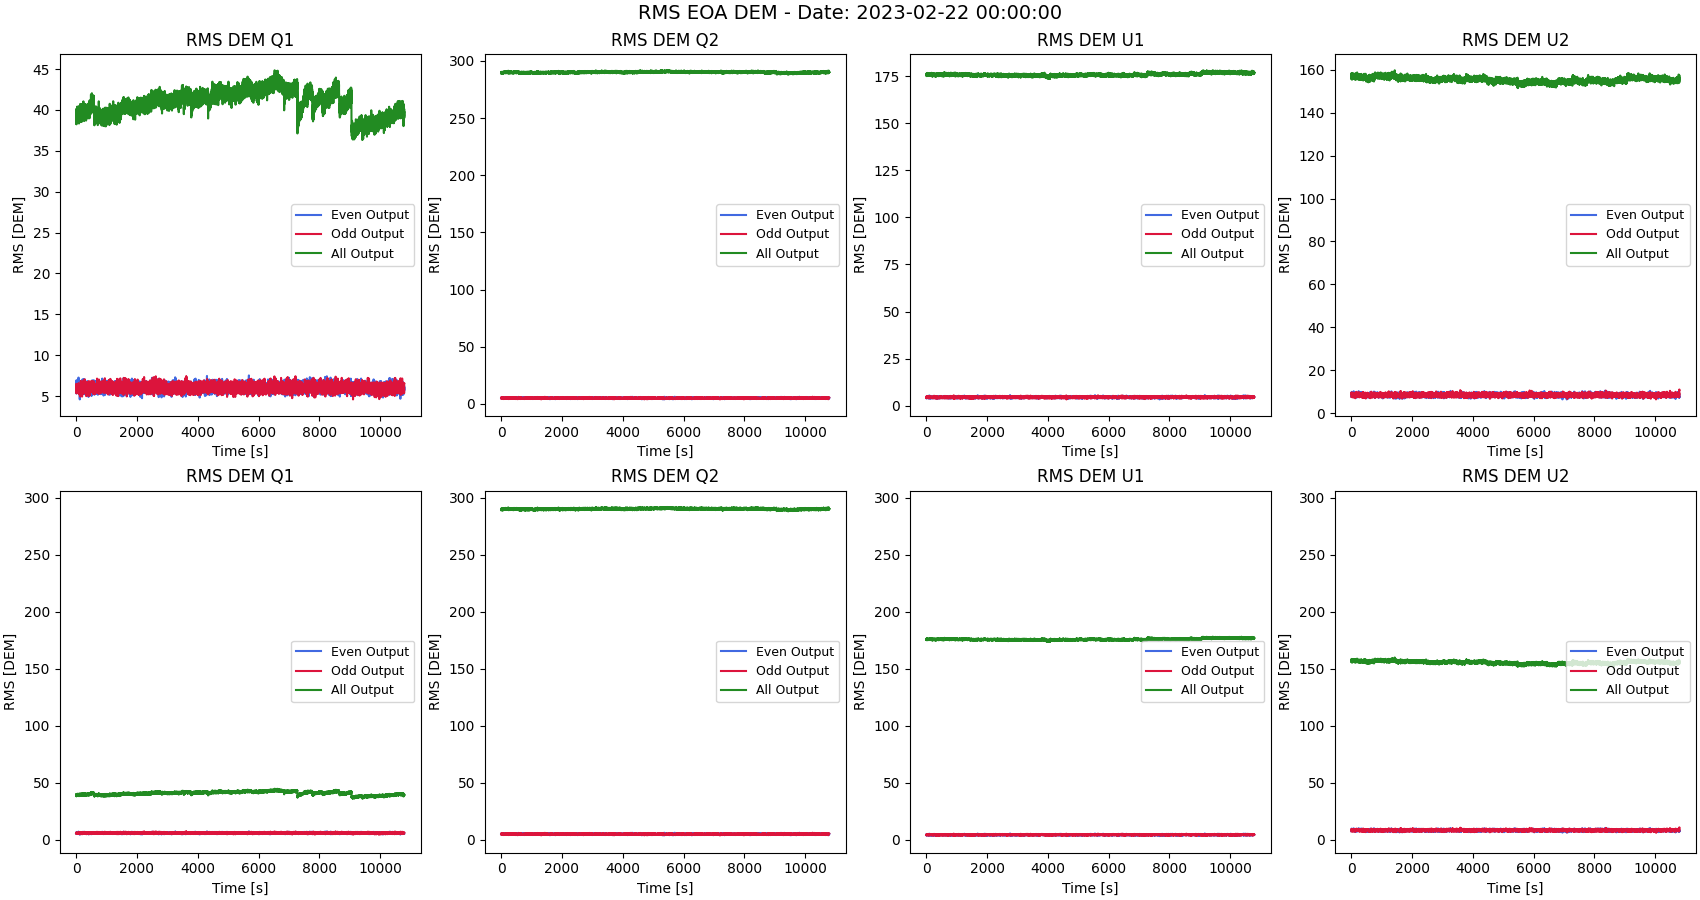 RMS EOA DEM - Date: 2023-02-22 00:00:00
RMS DEM Q1
RMS [DEM]
45
40
35
30
25
20
15
10
5
Even Output
Odd Output
All Output
0 2000 4000 6000 8000 10000
Time [s]
RMS DEM Q2
RMS [DEM]
300
250
200
150
100
50
0
Even Output
Odd Output
All Output
0 2000 4000 6000 8000 10000
Time [s]
RMS DEM U1
RMS [DEM]
175
150
125
100
75
50
25
0
Even Output
Odd Output
All Output
0 2000 4000 6000 8000 10000
Time [s]
RMS DEM U2
RMS [DEM]
160
140
120
100
80
60
40
20
0
Even Output
Odd Output
All Output
0 2000 4000 6000 8000 10000
Time [s]
RMS DEM Q1
RMS [DEM]
300
250
200
150
100
50
0
Even Output
Odd Output
All Output
0 2000 4000 6000 8000 10000
Time [s]
RMS DEM Q2
RMS [DEM]
300
250
200
150
100
50
0
Even Output
Odd Output
All Output
0 2000 4000 6000 8000 10000
Time [s]
RMS DEM U1
RMS [DEM]
300
250
200
150
100
50
0
Even Output
Odd Output
All Output
0 2000 4000 6000 8000 10000
Time [s]
RMS DEM U2
RMS [DEM]
300
250
200
150
100
50
0
Even Output
Odd Output
All Output
0 2000 4000 6000 8000 10000
Time [s]